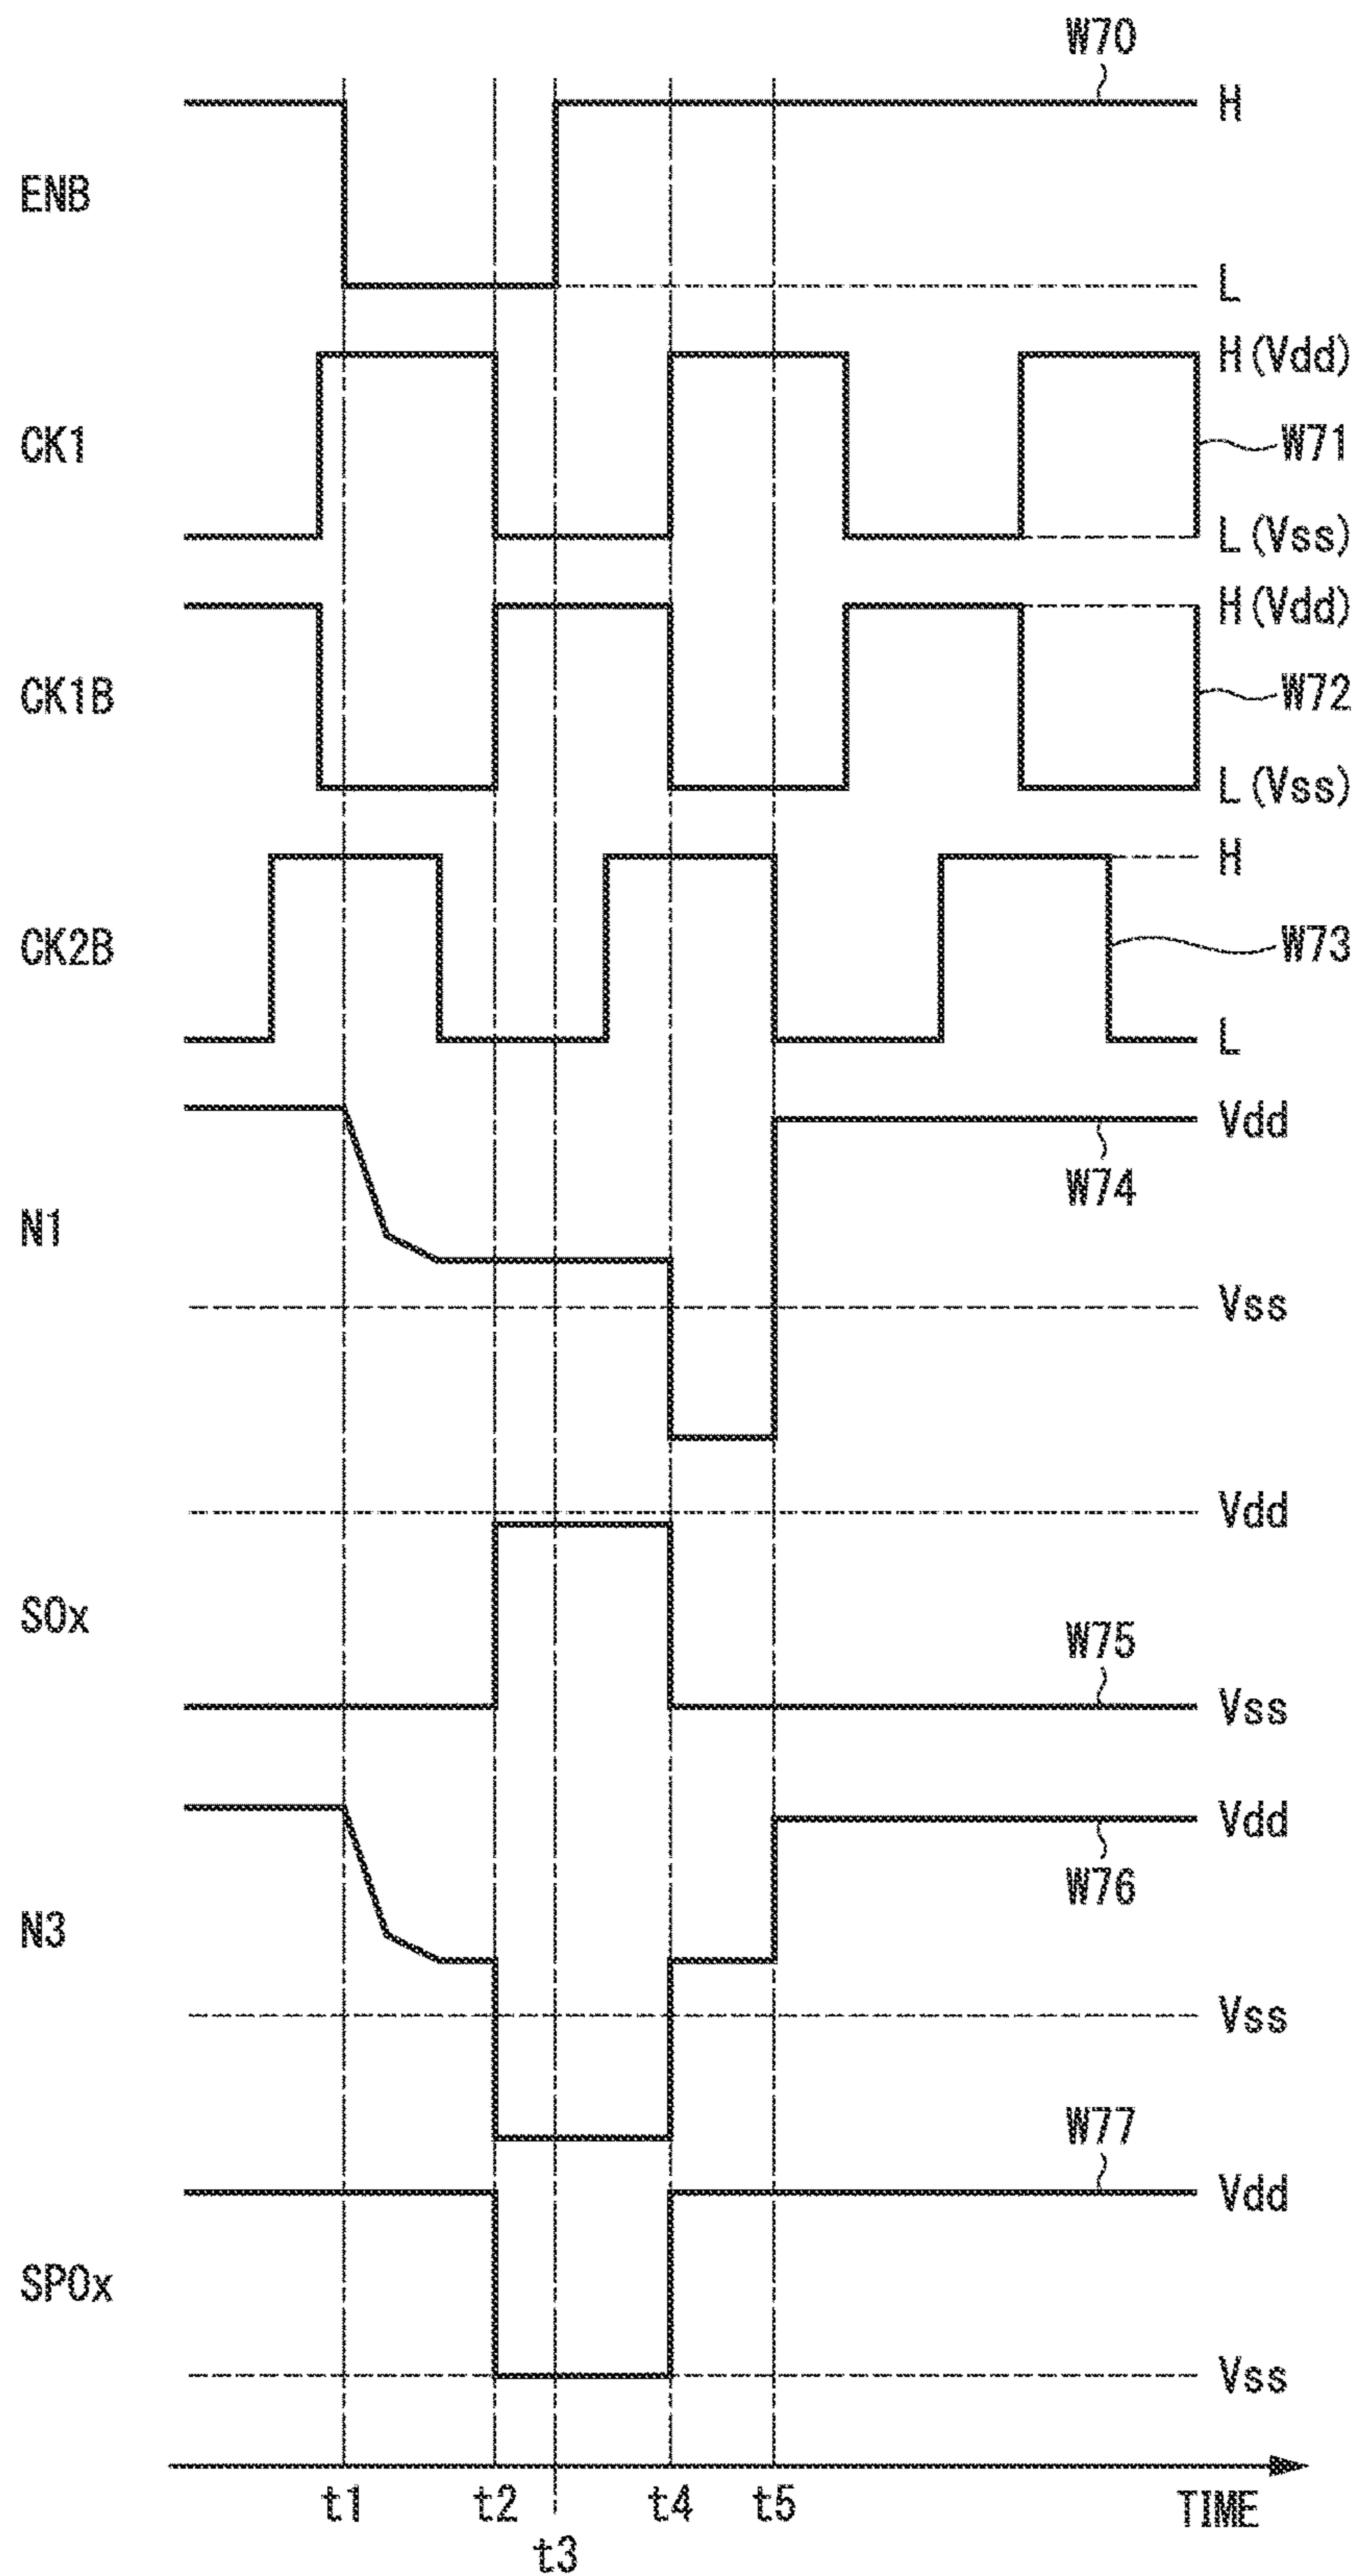 W70
H
ENB
L
H(Vdd)
CK1
W71
L(Vss)
H(Vdd)
CK1B
W72
L(Vss)
H
CK2B
W73
L
Vdd
W74
N1
Vss
Vdd
SOx
W75
Vss
Vdd
W76
N3
Vss
W77
Vdd
SPOx
Vss
t1 t2 t4 t5 TIME
t3